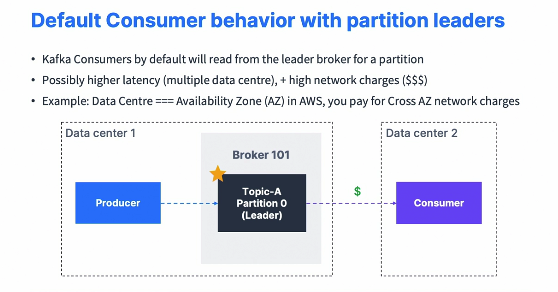 Default Consumer behavior with partition leaders
• Kafka Consumers by default will read from the leader broker for a partition
• Possibly higher latency (multiple data centre), + high network charges ($$$)
• Example: Data Centre === Availability Zone (AZ) in AWS, you pay for Cross AZ network charges
Data center 1
Data center 2
Broker 101
Producer
Topic-A
Partition 0
(Leader)
$
Consumer